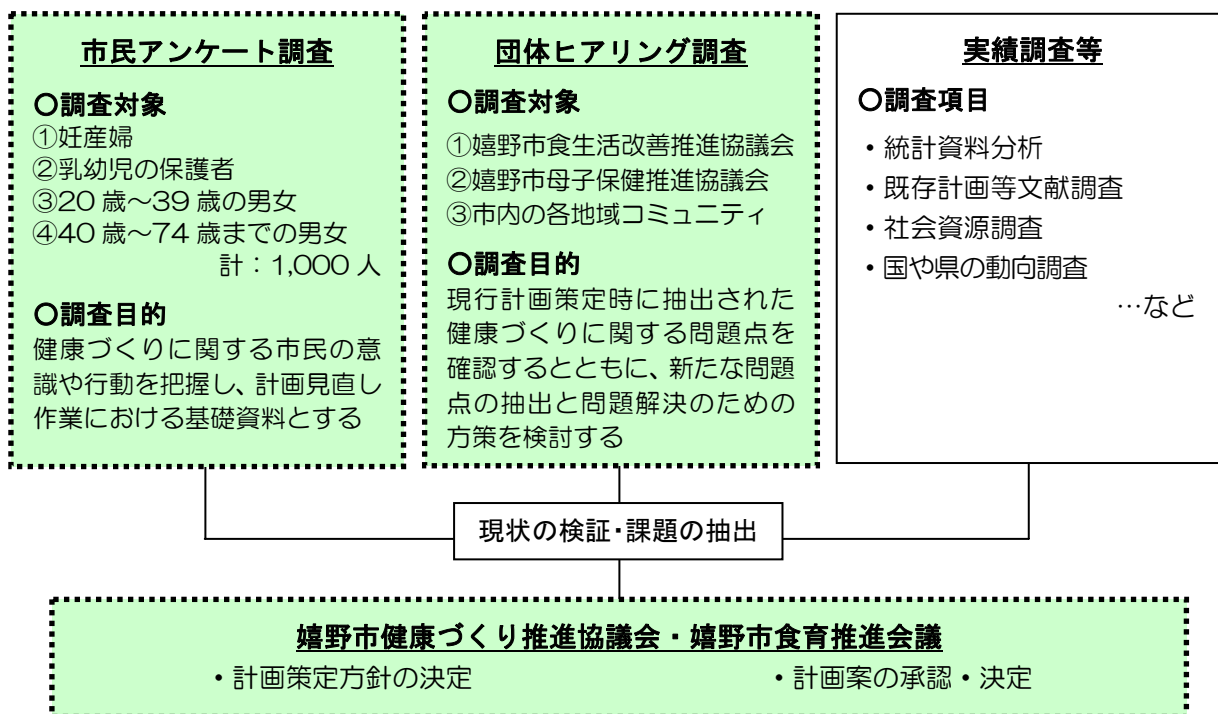 市民アンケート調査
〇調査対象
①妊産婦
②乳幼児の保護者
③20 歳～39 歳の男女
④40 歳～74 歳までの男女
計：1,000 人
〇調査目的
健康づくりに関する市民の意
識や行動を把握し、計画見直し
作業における基礎資料とする
団体ヒアリング調査
〇調査対象
①嬉野市食生活改善推進協議会
②嬉野市母子保健推進協議会
③市内の各地域コミュニティ
〇調査目的
現行計画策定時に抽出された
健康づくりに関する問題点を
確認するとともに、新たな問題
点の抽出と問題解決のための
方策を検討する
実績調査等
〇調査項目
・統計資料分析
・既存計画等文献調査
・社会資源調査
・国や県の動向調査
…など
現状の検証・課題の抽出
嬉野市健康づくり推進協議会・嬉野市食育推進会議
・計画策定方針の決定 ・計画案の承認・決定